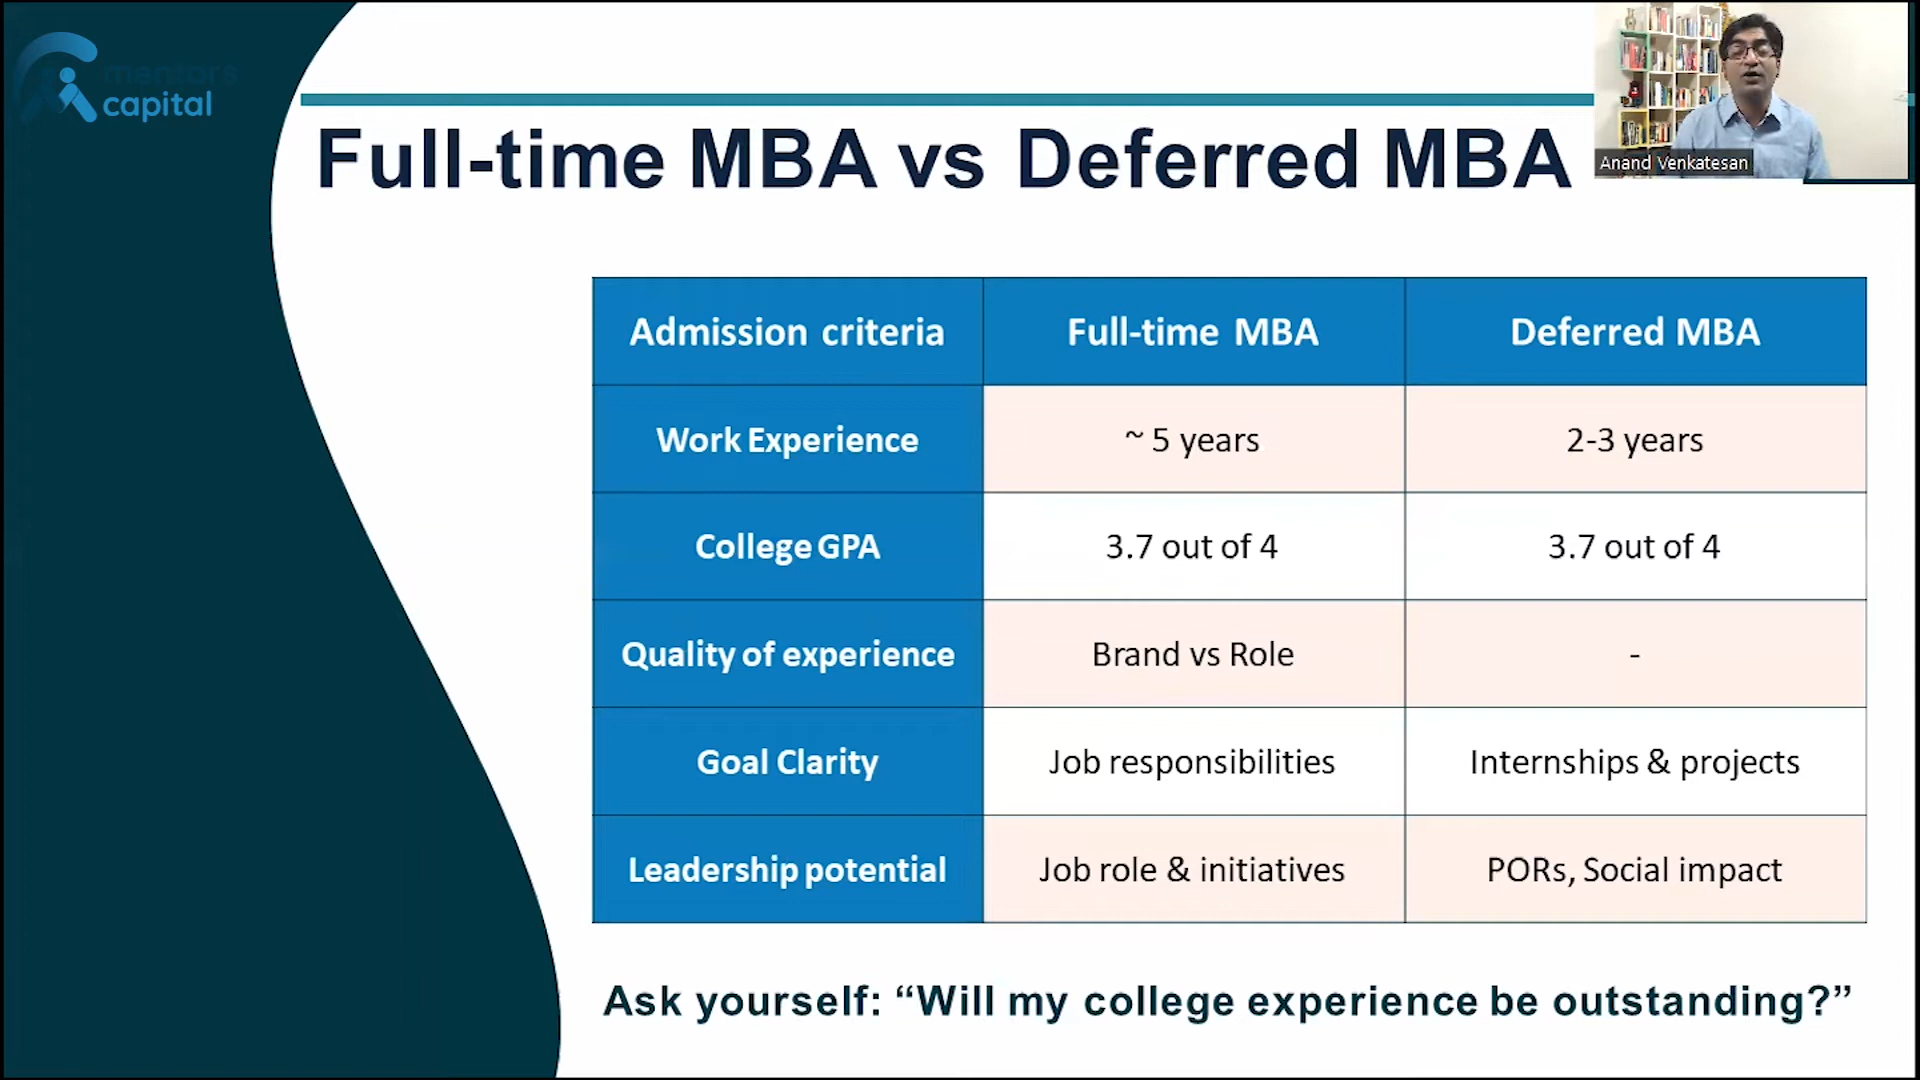 mentors
capital
Anand Venkatesan
Full-time MBA vs Deferred MBA
Admission criteria Full-time MBA Deferred MBA
Work Experience ~ 5 years 2-3 years
College GPA 3.7 out of 4 3.7 out of 4
Quality of experience Brand vs Role -
Goal Clarity Job responsibilities Internships & projects
Leadership potential Job role & initiatives PORs, Social impact
Ask yourself: “Will my college experience be outstanding?”